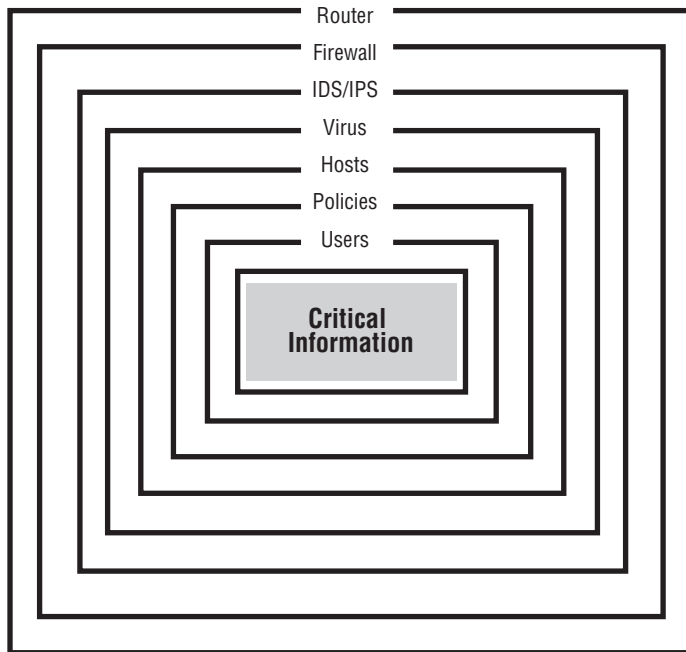 Router
Firewall
IDS/IPS
Virus
Hosts
Policies
Users
Critical
Information